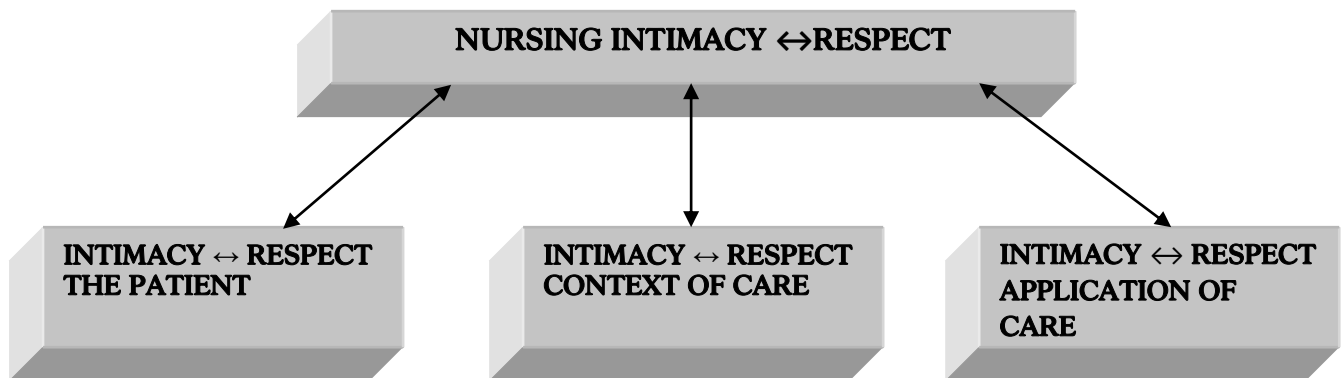 NURSING INTIMACY ↔RESPECT
INTIMACY ↔ RESPECT
THE PATIENT
INTIMACY ↔ RESPECT
CONTEXT OF CARE
INTIMACY ↔ RESPECT
APPLICATION OF
CARE